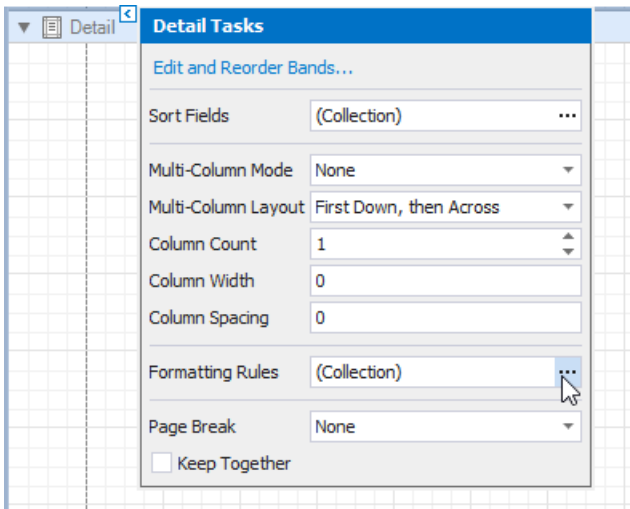 Detail
Detail Tasks
Edit and Reorder Bands...
Sort Fields (Collection) ...
Multi-Column Mode None
Multi-Column Layout First Down, then Across
Column Count 1
Column Width 0
Column Spacing 0
Formatting Rules (Collection) ...
Page Break None
Keep Together